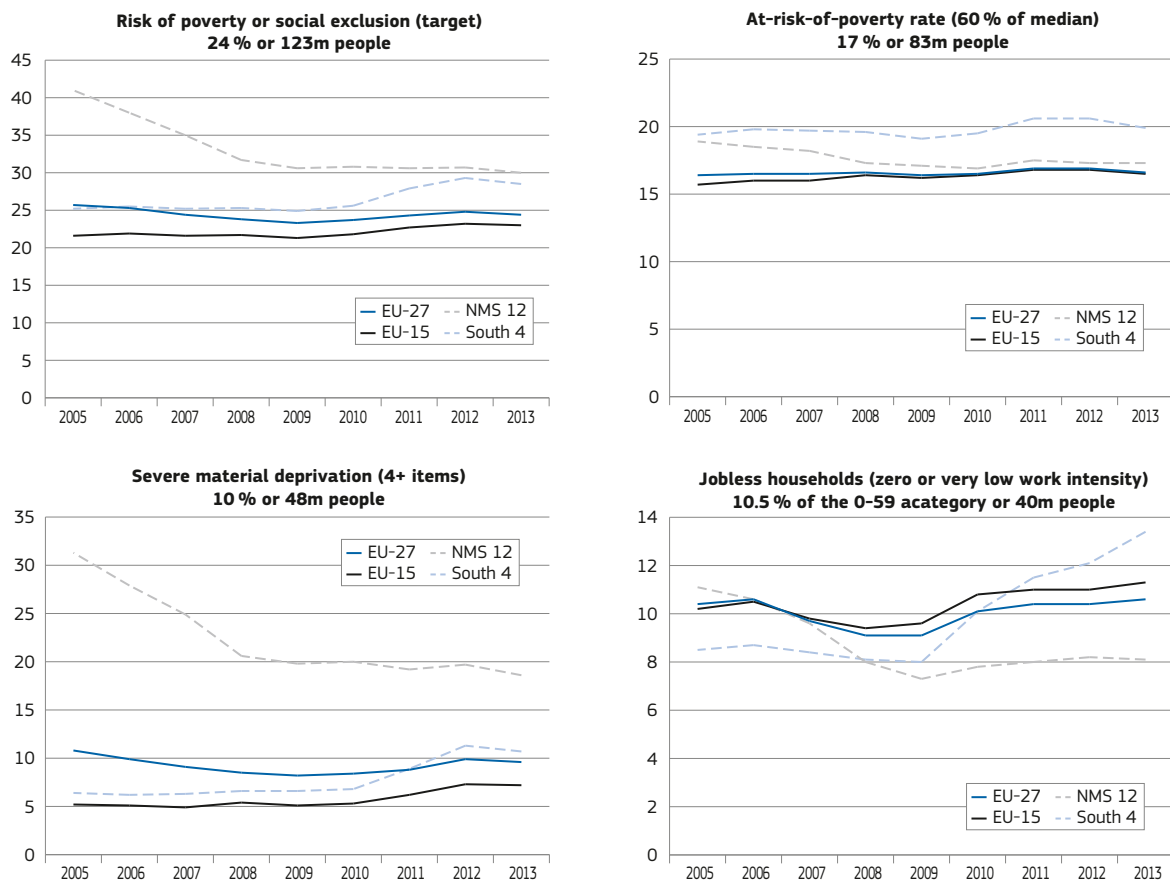 Risk of poverty or social exclusion (target)
24 % or 123m people
45
40
35
30
25
20
15
10
5
0
EU-27 NMS 12
EU-15 South 4
2005 2006 2007 2008 2009 2010 2011 2012 2013
At-risk-of-poverty rate (60 % of median)
17 % or 83m people
25
20
15
10
5
0
EU-27 NMS 12
EU-15 South 4
2005 2006 2007 2008 2009 2010 2011 2012 2013
Severe material deprivation (4+ items)
10 % or 48m people
35
30
25
20
15
10
5
0
EU-27 NMS 12
EU-15 South 4
2005 2006 2007 2008 2009 2010 2011 2012 2013
Jobless households (zero or very low work intensity)
10.5 % of the 0-59 acategory or 40m people
14
12
10
8
6
4
2
0
EU-27 NMS 12
EU-15 South 4
2005 2006 2007 2008 2009 2010 2011 2012 2013